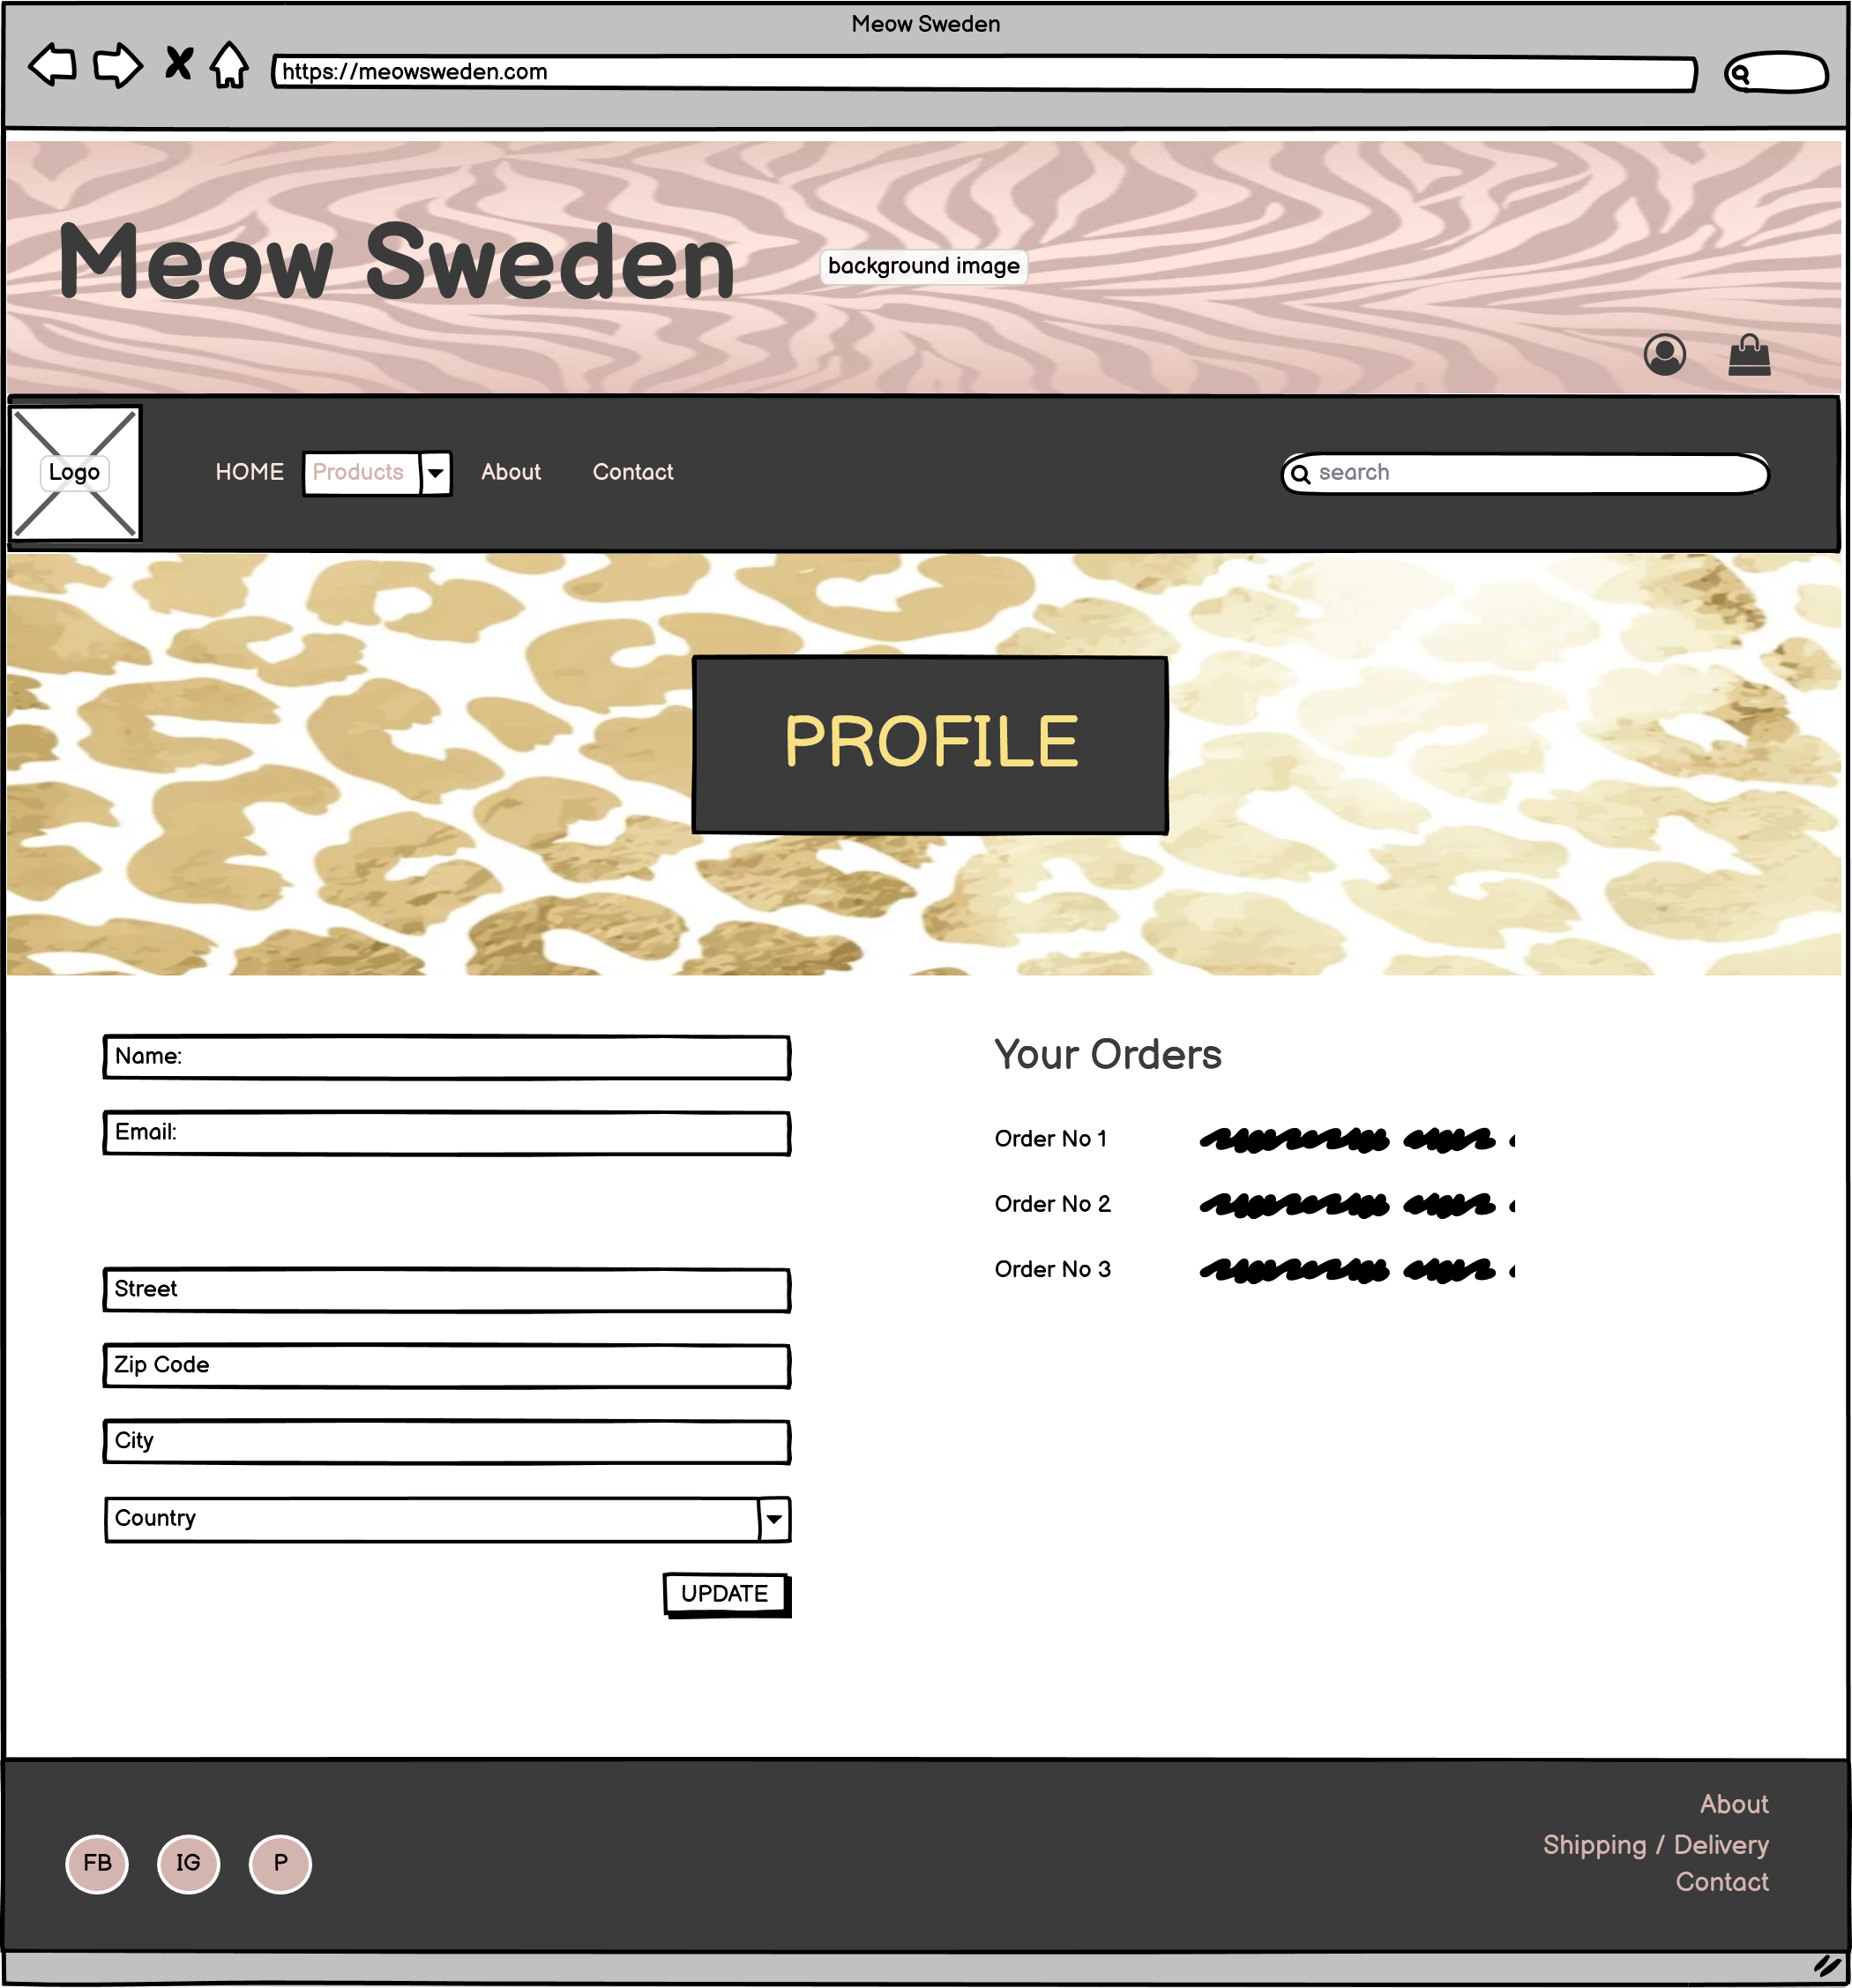 Meow Sweden
https://meowsweden.com
Meow Sweden
background image
Logo
HOME
Products
About
Contact
search
PROFILE
Name:
Email:
Street
Zip Code
City
Country
UPDATE
Your Orders
Order No 1
Order No 2
Order No 3
FB
IG
P
About
Shipping / Delivery
Contact